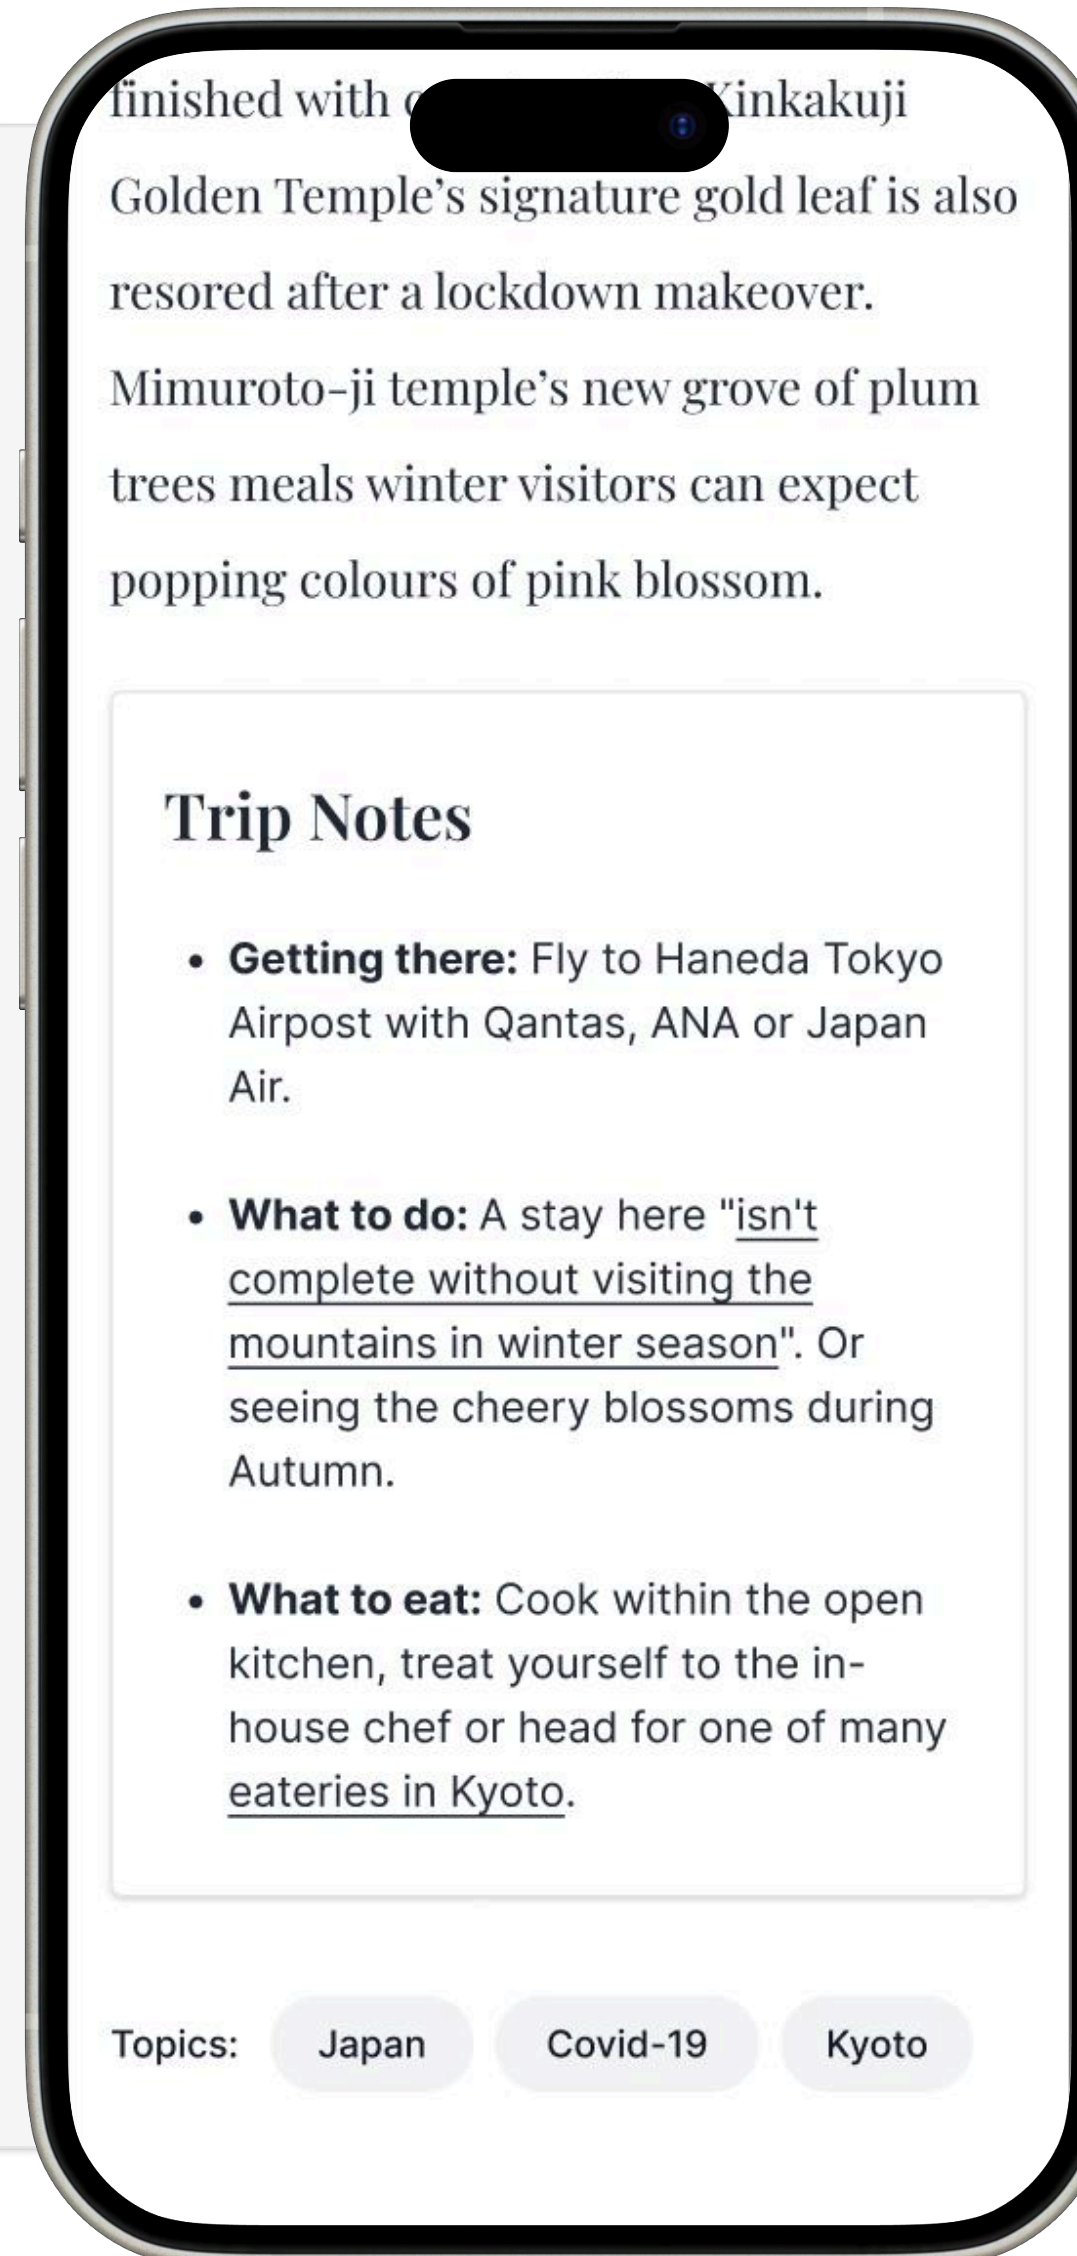 finished with Kinkakuji
Golden Temple’s signature gold leaf is also
resored after a lockdown makeover.
Mimuroto-ji temple’s new grove of plum
trees meals winter visitors can expect
popping colours of pink blossom.
Trip Notes
• Getting there: Fly to Haneda Tokyo
Airpost with Qantas, ANA or Japan
Air.
• What to do: A stay here "isn't
complete without visiting the
mountains in winter season". Or
seeing the cheery blossoms during
Autumn.
• What to eat: Cook within the open
kitchen, treat yourself to the in-
house chef or head for one of many
eateries in Kyoto.
Topics: Japan Covid-19 Kyoto